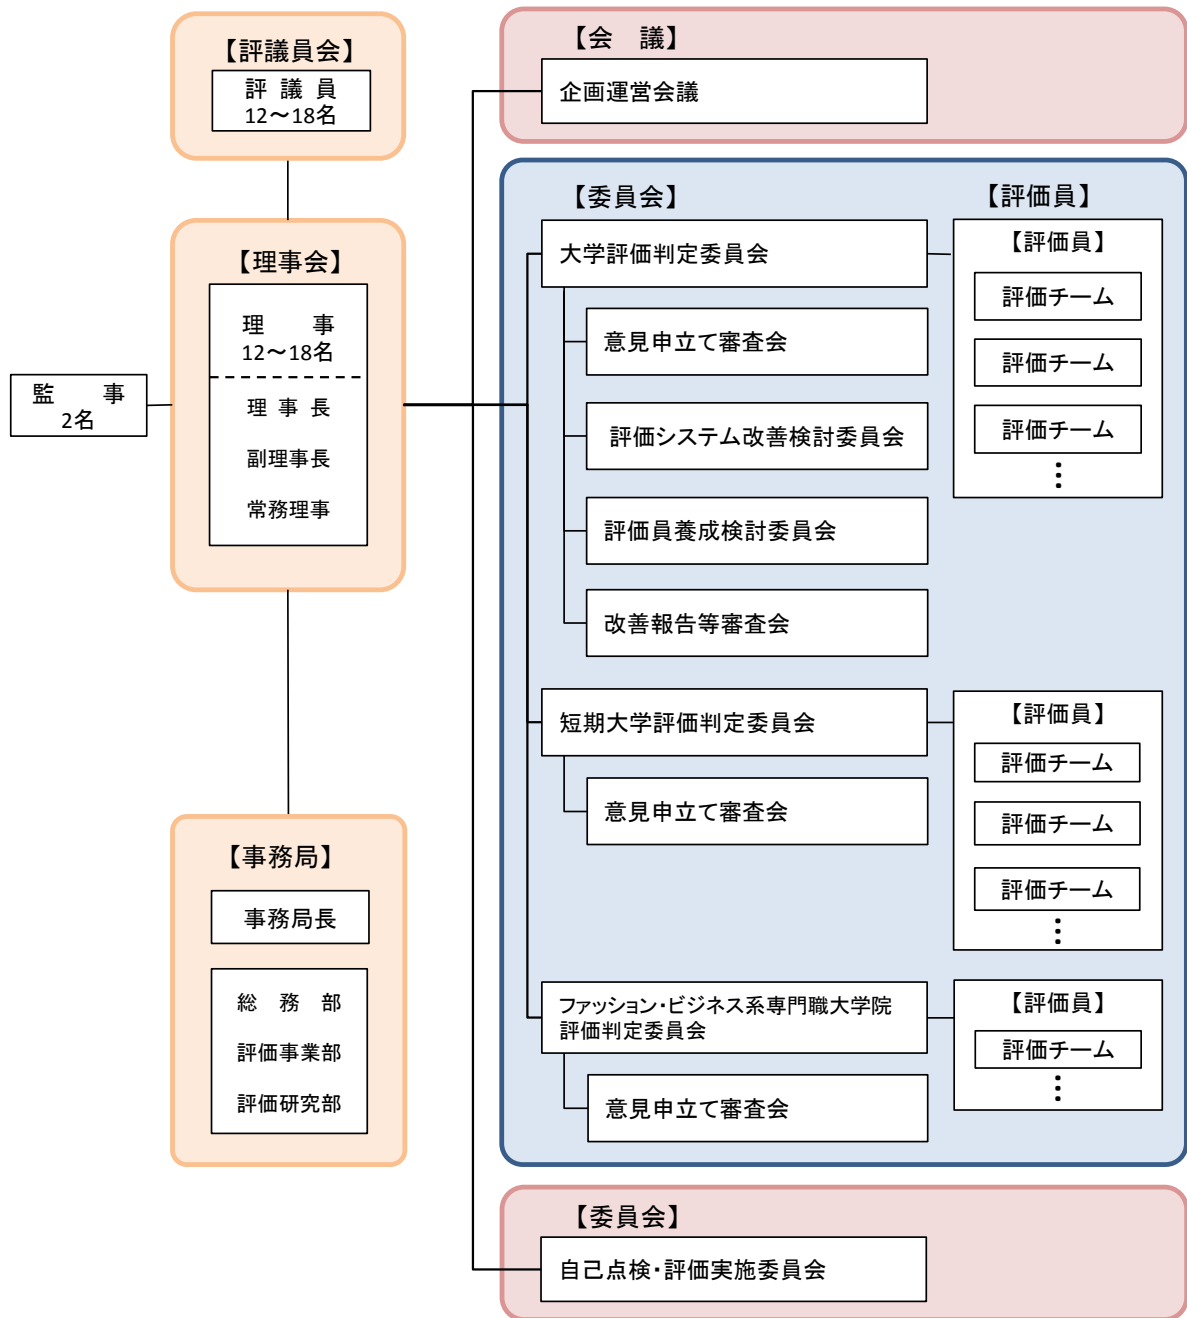 【評議員会】
評 議 員
12～18名
【理事会】
理 事
12～18名
理 事 長
副理事長
常務理事
監 事
2名
【事務局】
事務局長
総 務 部
評価事業部
評価研究部
【会 議】
企画運営会議
【委員会】
【評価員】
大学評価判定委員会
意見申立て審査会
評価システム改善検討委員会
評価員養成検討委員会
改善報告等審査会
【評価員】
評価チーム
評価チーム
評価チーム
⋮
短期大学評価判定委員会
意見申立て審査会
【評価員】
評価チーム
評価チーム
評価チーム
⋮
ファッション・ビジネス系専門職大学院
評価判定委員会
意見申立て審査会
【評価員】
評価チーム
⋮
【委員会】
自己点検・評価実施委員会